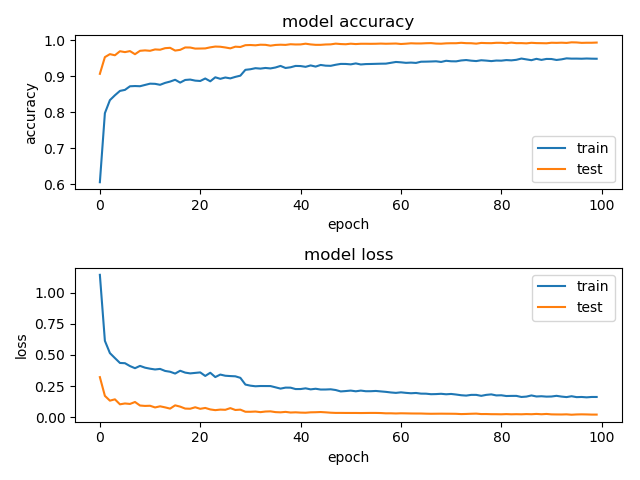 model accuracy
1.0
0.9
0.8
0.7
0.6
accuracy
train
test
0 20 40 60 80 100
epoch
model loss
1.00
0.75
0.50
0.25
0.00
loss
train
test
0 20 40 60 80 100
epoch